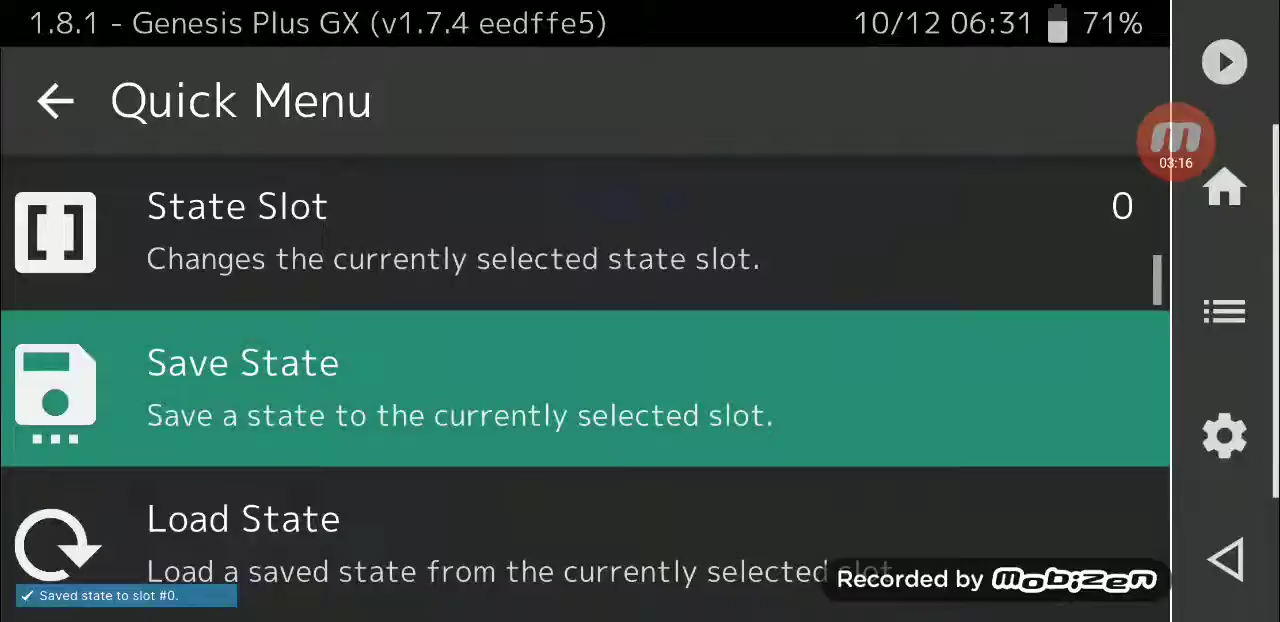 1.8.1 - Genesis Plus GX (v1.7.4 eedffe5) 10/12 06:31 71%
Quick Menu
03:16
State Slot 0
Changes the currently selected state slot.
Save State
Save a state to the currently selected slot.
Load State
Load a saved state from the currently selected slot.
Saved state to slot #0.
Recorded by mobizen